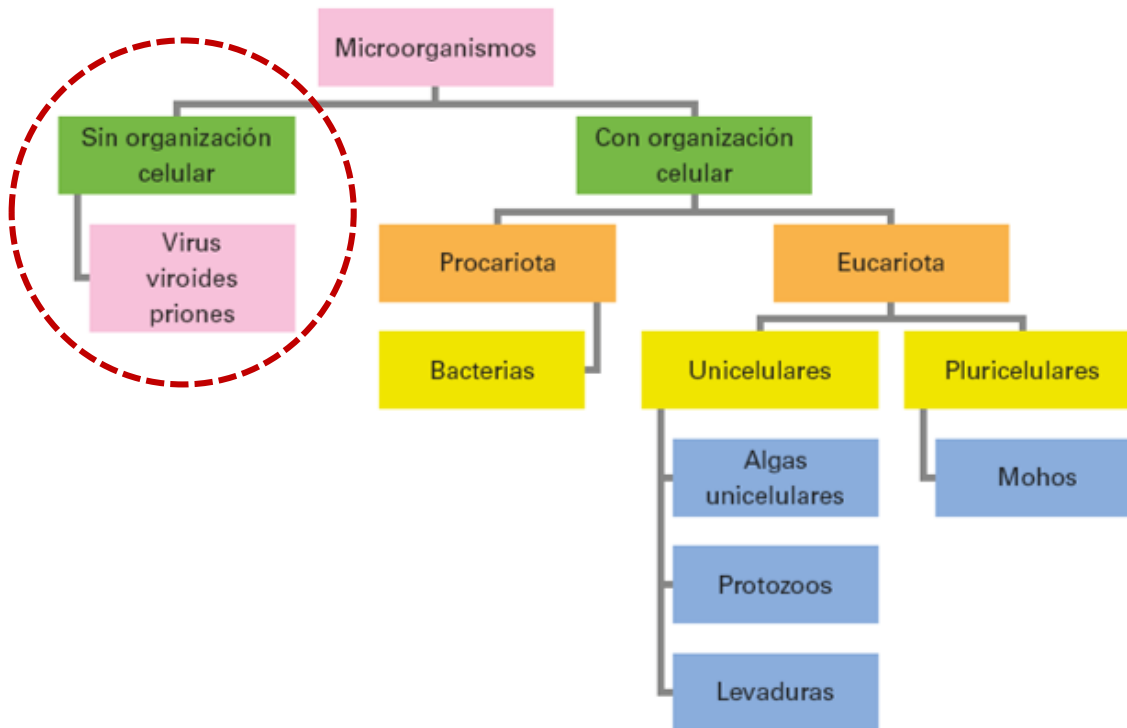 Microorganismos
Sin organización
celular
Con organización
celular
Virus
viroides
priones
Procariota
Eucariota
Bacterias
Unicelulares
Pluricelulares
Algas
unicelulares
Mohos
Protozoos
Levaduras